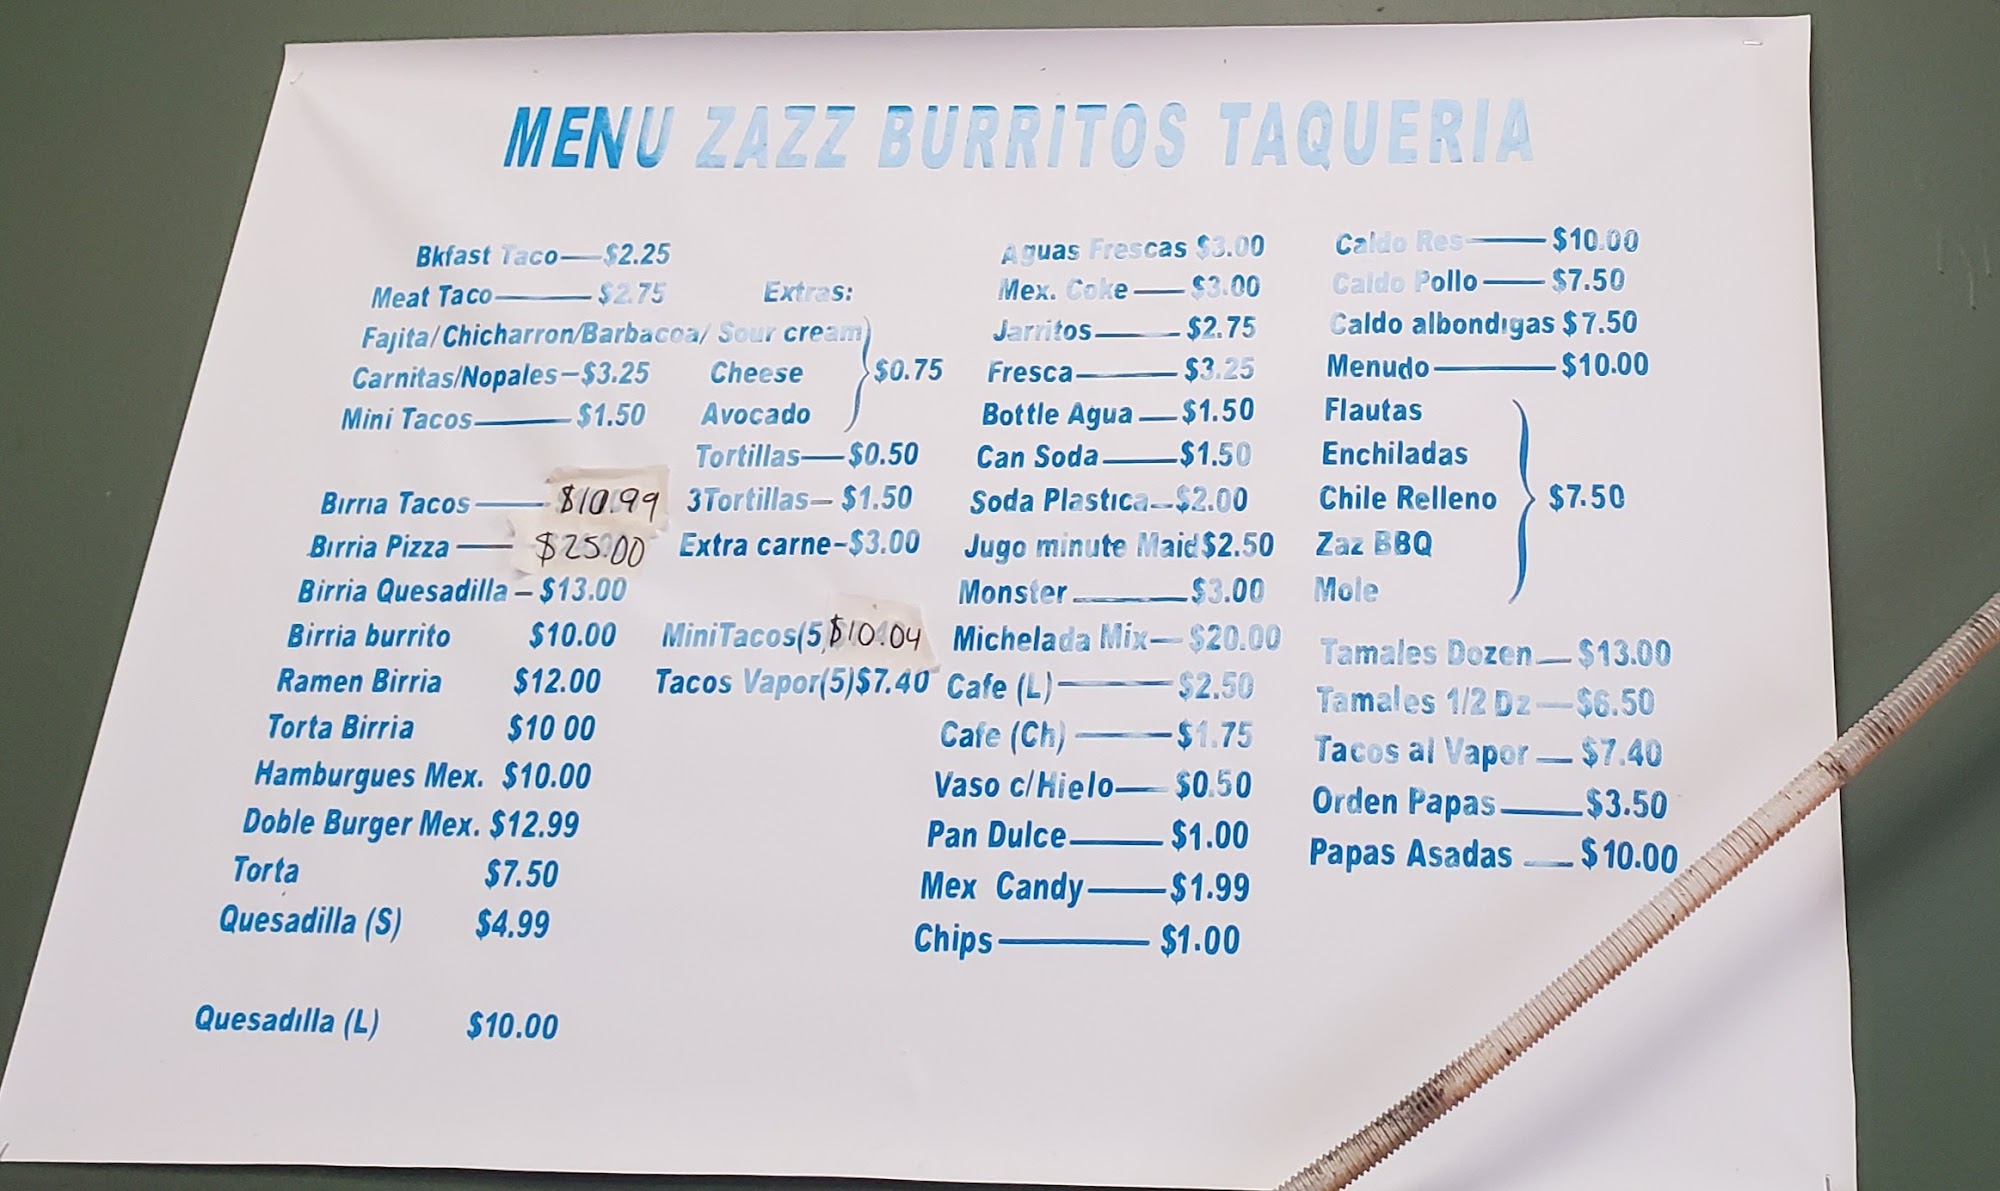 MENU ZAZZ BURRITOS TAQUERIA
Bkfast Taco—$2.25
Meat Taco—$2.75
Fajita/Chicharron/Barbacoa/
Carnitas/Nopales–$3.25
Mini Tacos—$1.50
Birria Tacos—$10.99
Birria Pizza—$25.00
Birria Quesadilla–$13.00
Birria burrito $10.00
Ramen Birria $12.00
Torta Birria $10 00
Hamburgues Mex. $10.00
Doble Burger Mex. $12.99
Torta $7.50
Quesadilla (S) $4.99
Quesadilla (L) $10.00
Extras:
Sour cream
Cheese $0.75
Avocado
Tortillas—$0.50
3Tortillas–$1.50
Extra carne-$3.00
MiniTacos(5 $10.04
Tacos Vapor(5)$7.40
Aguas Frescas $3.00
Mex. Coke—$3.00
Jarritos—$2.75
Fresca—$3.25
Bottle Agua—$1.50
Can Soda—$1.50
Soda Plastica—$2.00
Jugo minute Maid$2.50
Monster—$3.00
Michelada Mix—$20.00
Cafe (L)—$2.50
Cafe (Ch)—$1.75
Vaso c/Hielo—$0.50
Pan Dulce—$1.00
Mex Candy—$1.99
Chips—$1.00
Caldo Res—$10.00
Caldo Pollo—$7.50
Caldo albondigas $7.50
Menudo—$10.00
Flautas
Enchiladas
Chile Relleno $7.50
Zaz BBQ
Mole
Tamales Dozen—$13.00
Tamales 1/2 Dz—$6.50
Tacos al Vapor—$7.40
Orden Papas—$3.50
Papas Asadas—$10.00